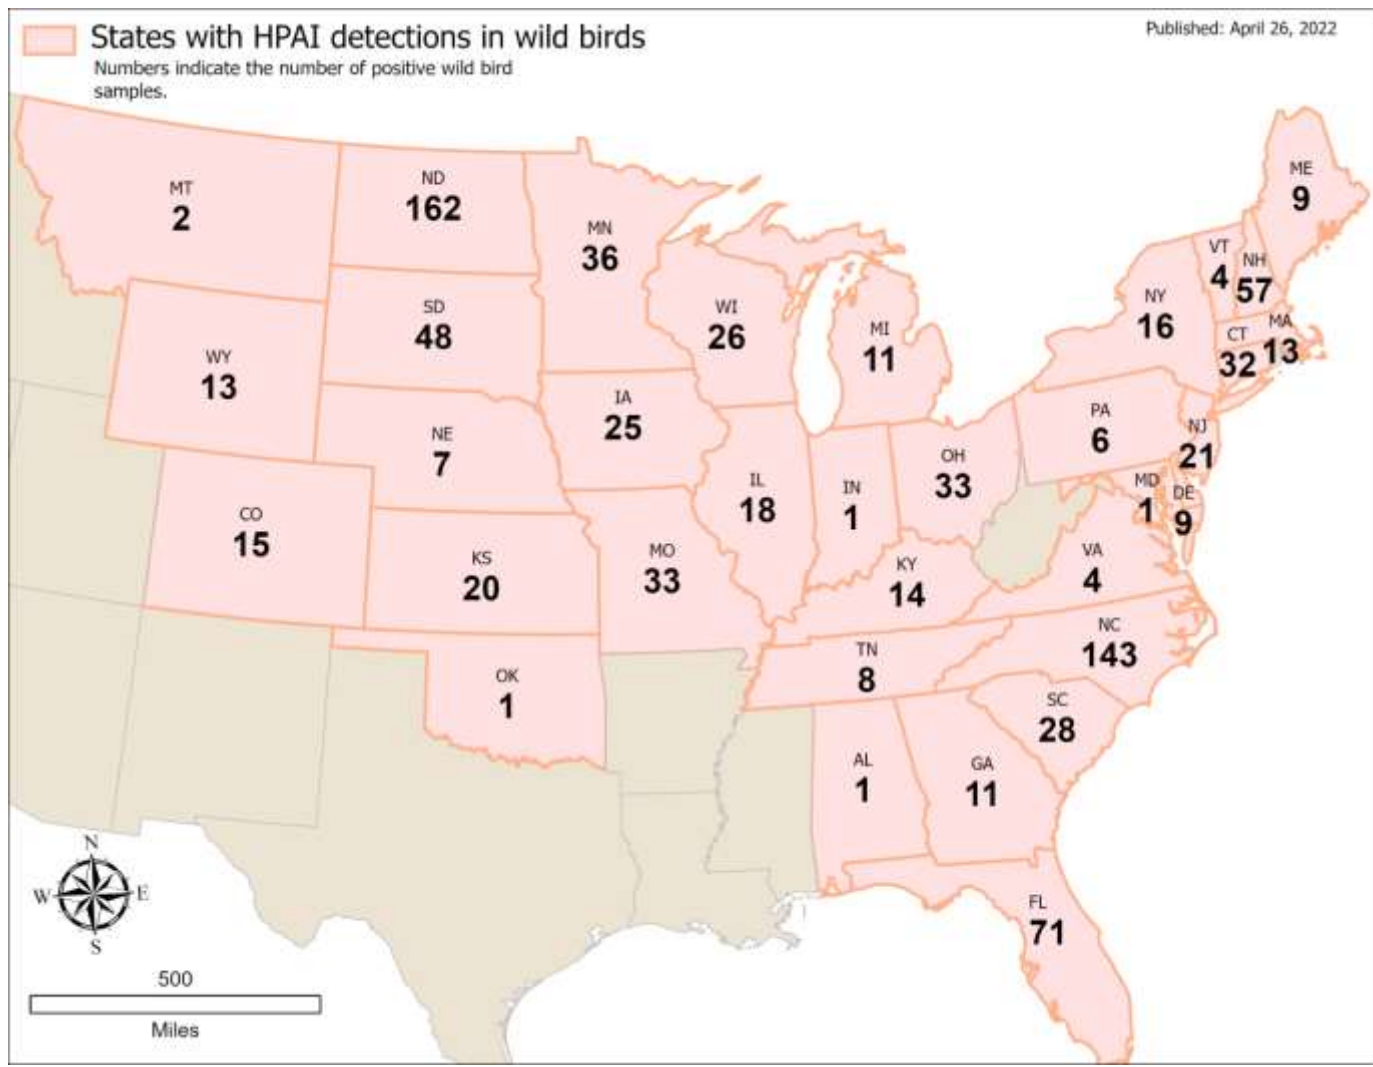 States with HPAI detections in wild birds
Published: April 26, 2022
Numbers indicate the number of positive wild bird
samples.
MT
2
ND
162
MN
36
ME
9
VT
4
NH
57
SD
48
WI
26
MI
11
NY
16
MA
13
CT
32
WY
13
IA
25
NE
7
PA
6
NJ
21
OH
33
IL
18
IN
1
MD
1
DE
9
CO
15
KS
20
MO
33
KY
14
VA
4
NC
143
TN
8
OK
1
SC
28
AL
1
GA
11
FL
71
N
W
E
S
500
Miles